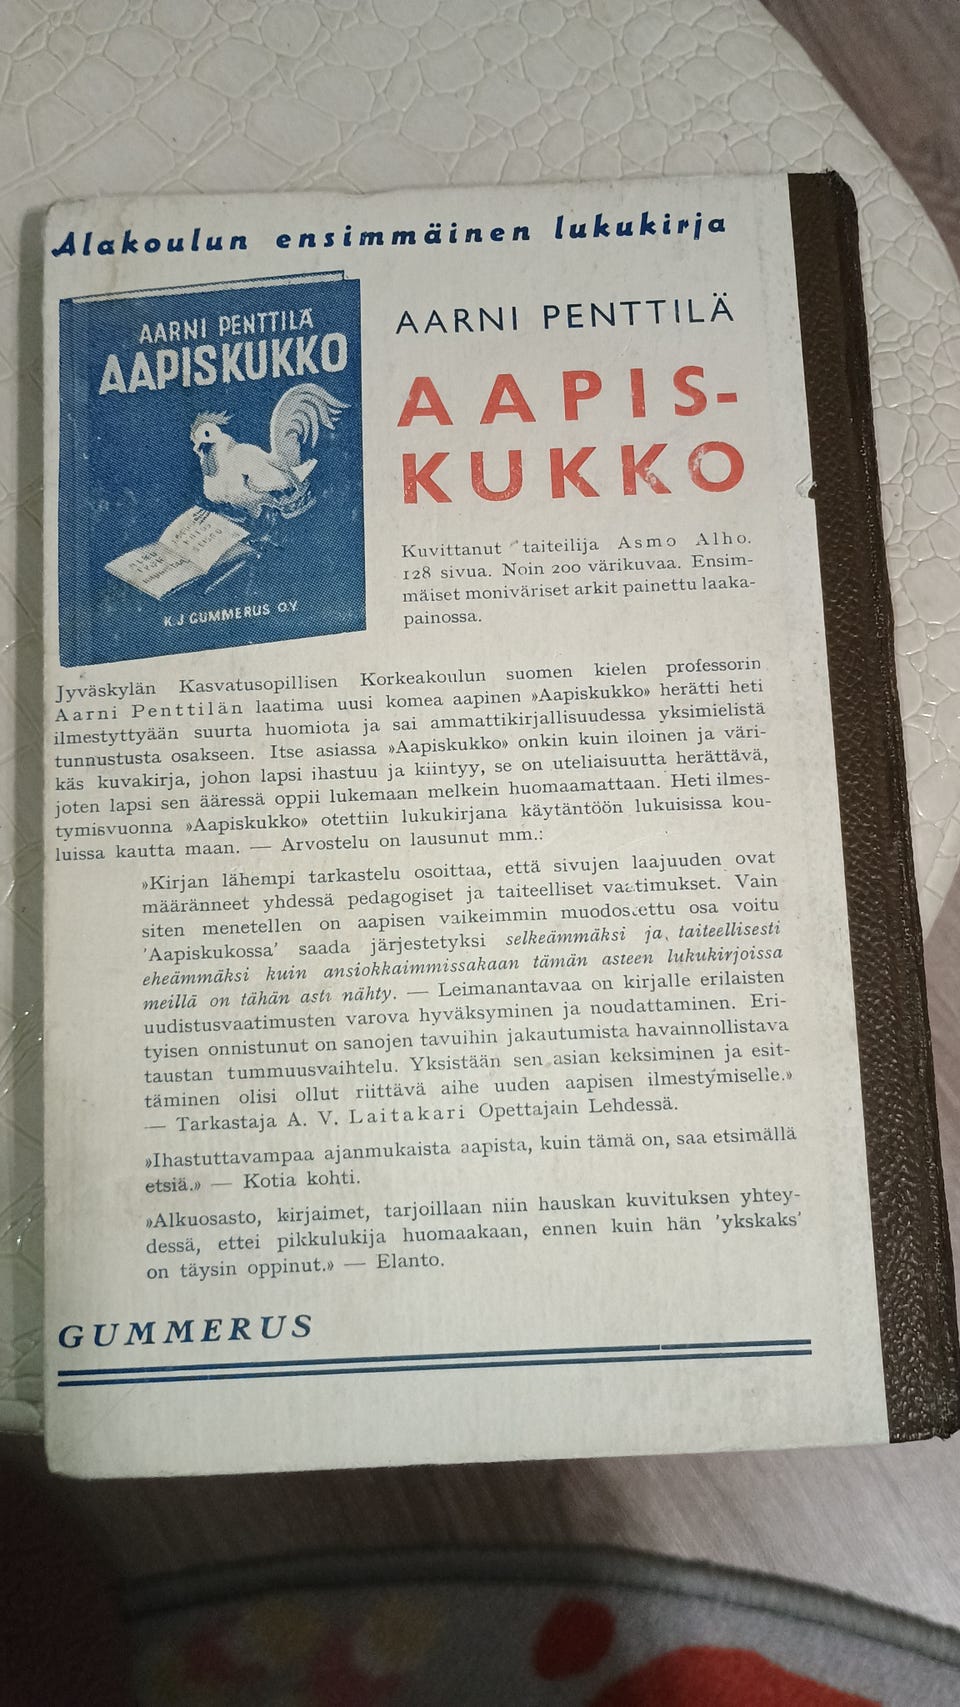 Alakoulun ensimmäinen lukukirja
AARNI PENTTILÄ
AAPISKUKKO
K.J GUMMERUS O.Y.
AARNI PENTTILÄ
AAPIS-
KUKKO
Kuvittanut taiteilija Asmo Alho.
128 sivua. Noin 200 värikuvaa. Ensim-
mäiset moniväriset arkit painettu laaka-
painossa.
Jyväskylän Kasvatusopillisen Korkeakoulun suomen kielen professorin
Aarni Penttilän laatima uusi komea aapinen »Aapiskukko» herätti heti
ilmestyttyään suurta huomiota ja sai ammattikirjallisuudessa yksimielistä
tunnustusta osakseen. Itse asiassa »Aapiskukko» onkin kuin iloinen ja väri-
käs kuvakirja, johon lapsi ihastuu ja kiintyy, se on uteliaisuutta herättävä,
joten lapsi sen ääressä oppii lukemaan melkein huomaamattaan. Heti ilmes-
tymisvuonna »Aapiskukko» otettiin lukukirjana käytäntöön lukuisissa kou-
luissa kautta maan. — Arvostelu on lausunut mm.:
»Kirjan lähempi tarkastelu osoittaa, että sivujen laajuuden ovat
määränneet yhdessä pedagogiset ja taiteelliset vaatimukset. Vain
siten menetellen on aapisen vaikeimmin muodostettu osa voitu
'Aapiskukossa' saada järjestetyksi selkeämmäksi ja taiteellisesti
eheämmäksi kuin ansiokkaimmissakaan tämän asteen lukukirjoissa
meillä on tähän asti nähty. — Leimanantavaa on kirjalle erilaisten
uudistusvaatimusten varova hyväksyminen ja noudattaminen. Eri-
tyisen onnistunut on sanojen tavuihin jakautumista havainnollistava
taustan tummuusvaihtelu. Yksistään sen asian keksiminen ja esit-
täminen olisi ollut riittävä aihe uuden aapisen ilmestymiselle.»
— Tarkastaja A. V. Laitakari Opettajain Lehdessä.
»Ihastuttavampaa ajanmukaista aapista, kuin tämä on, saa etsimällä
etsiä.» — Kotia kohti.
»Alkuosasto, kirjaimet, tarjoillaan niin hauskan kuvituksen yhtey-
dessä, ettei pikkulukija huomaakaan, ennen kuin hän 'ykskaks'
on täysin oppinut.» — Elanto.
GUMMERUS